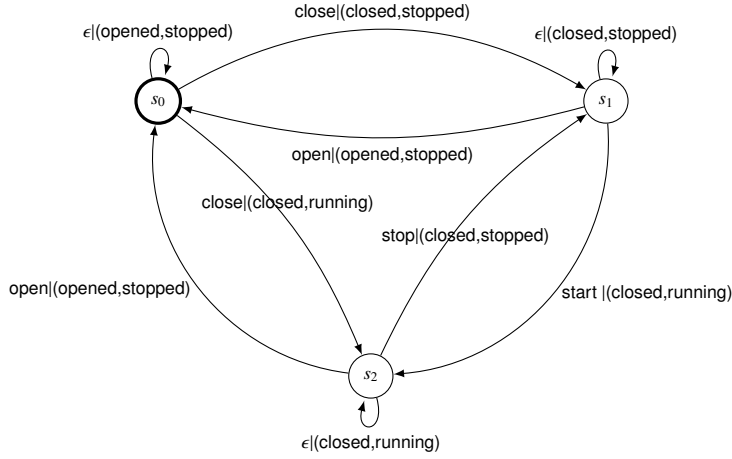 close|(closed,stopped)
ϵ|(opened,stopped)
ϵ|(closed,stopped)
s0
s1
open|(opened,stopped)
close|(closed,running)
stop|(closed,stopped)
open|(opened,stopped)
start |(closed,running)
s2
ϵ|(closed,running)